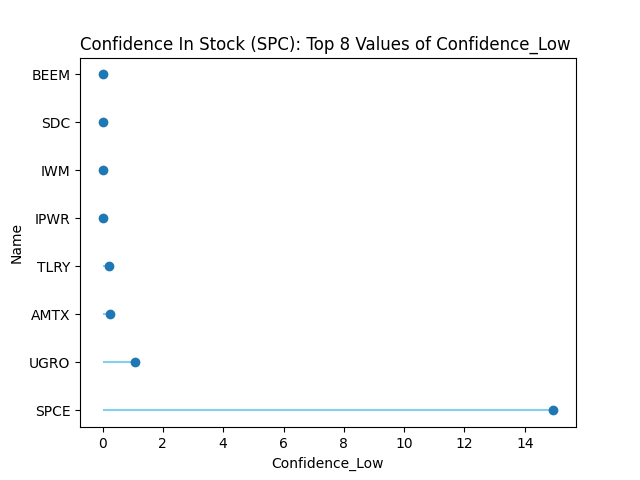 Confidence In Stock (SPC): Top 8 Values of Confidence_Low
BEEM
SDC
IWM
IPWR
TLRY
AMTX
UGRO
SPCE
Name
0 2 4 6 8 10 12 14
Confidence_Low